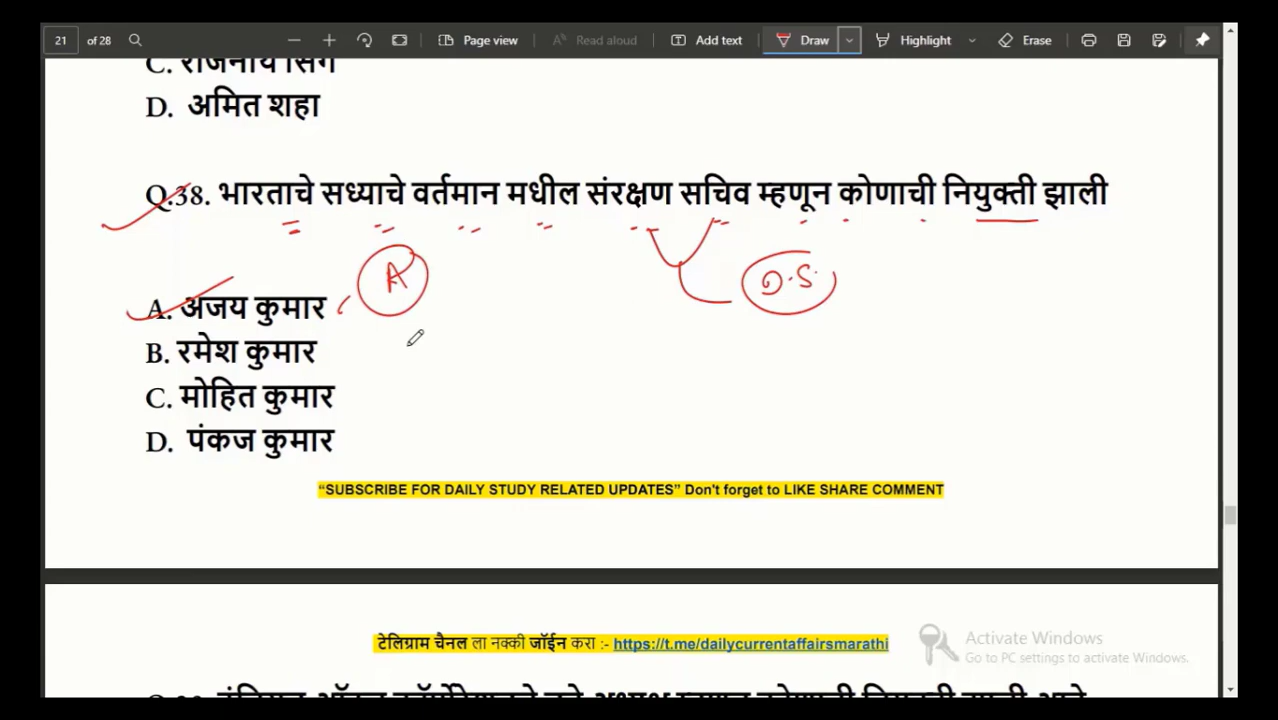 21 of 28 Page view Read aloud Add text Draw Highlight Erase
C. राजनाथ सिंग
D. अमित शहा
Q.38. भारताचे सध्याचे वर्तमान मधील संरक्षण सचिव म्हणून कोणाची नियुक्ती झाली
A
D.S.
A. अजय कुमार
B. रमेश कुमार
C. मोहित कुमार
D. पंकज कुमार
“SUBSCRIBE FOR DAILY STUDY RELATED UPDATES” Don't forget to LIKE SHARE COMMENT
टेलिग्राम चैनल ला नक्की जॉईन करा :- https://t.me/dailycurrentaffairsmarathi
Activate Windows
Go to PC settings to activate Windows.